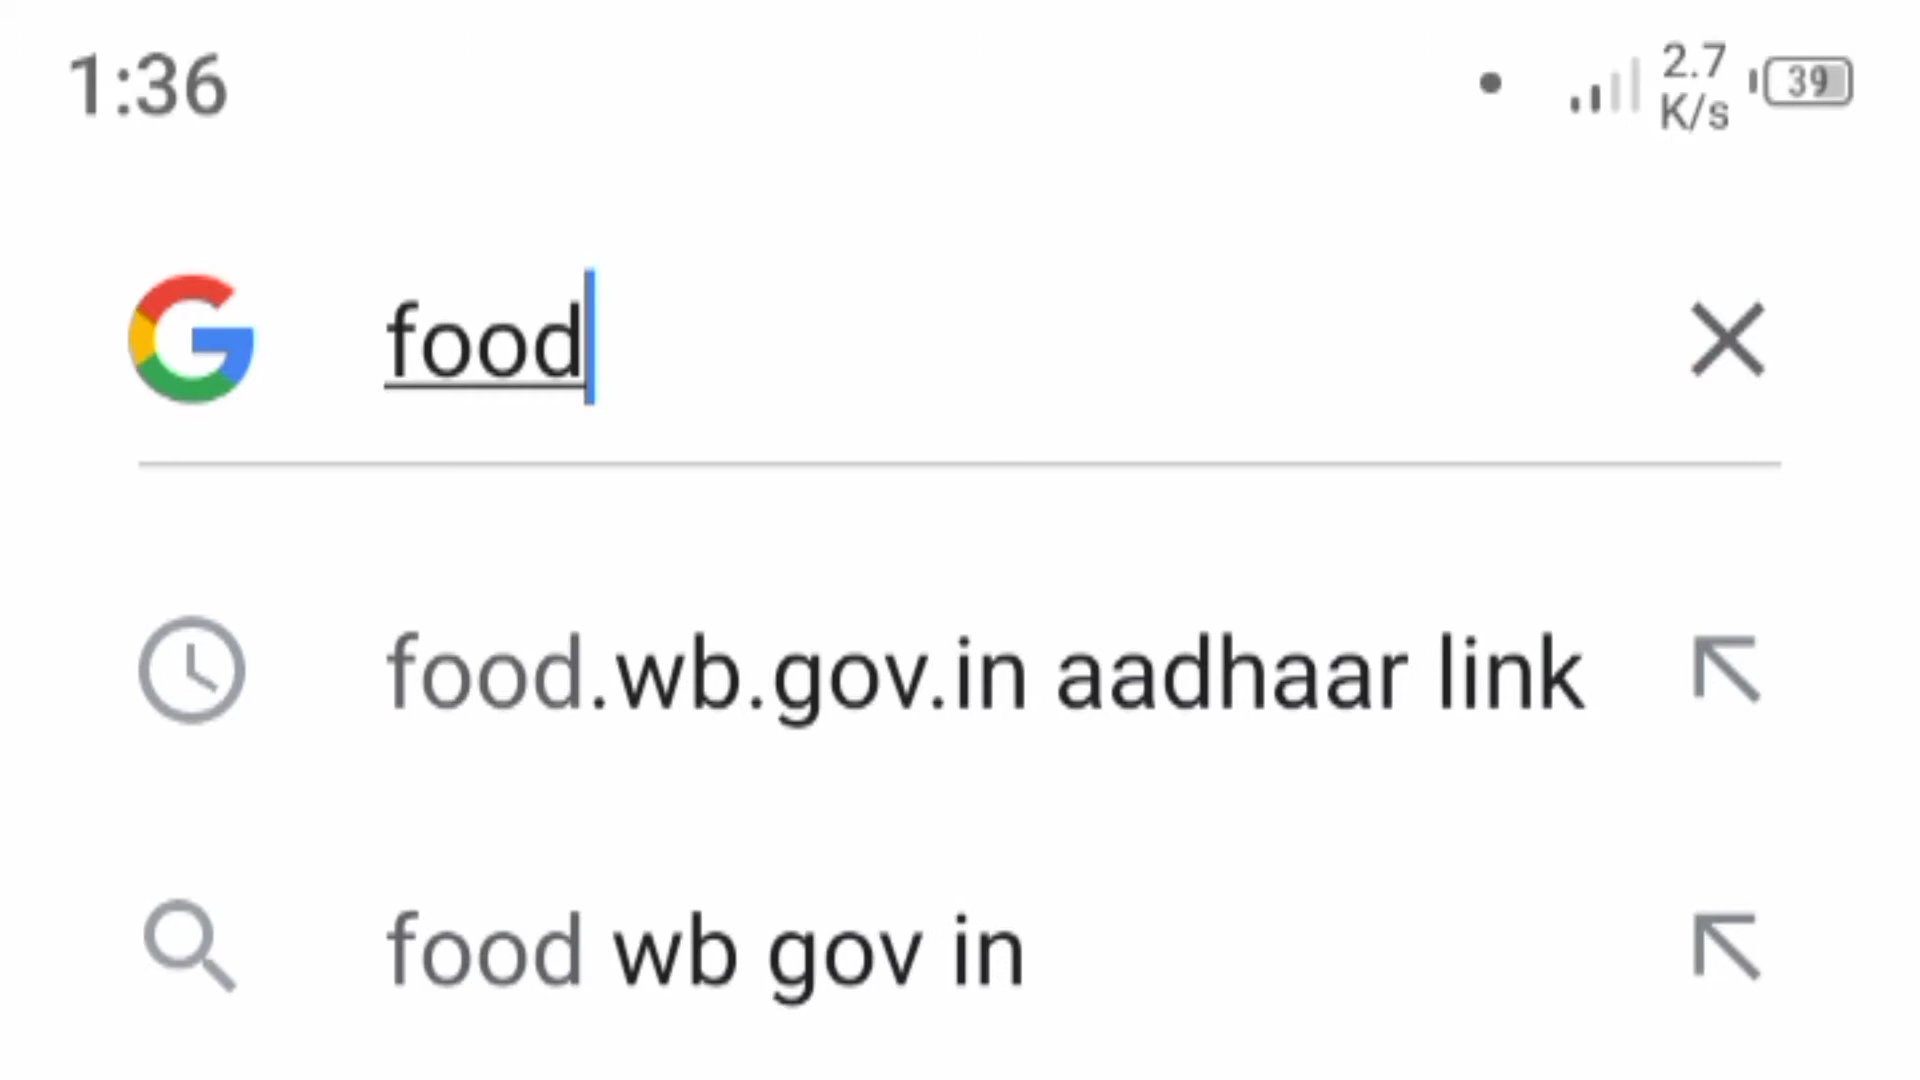 1:36
2.7
K/s
39
food
food.wb.gov.in aadhaar link
food wb gov in